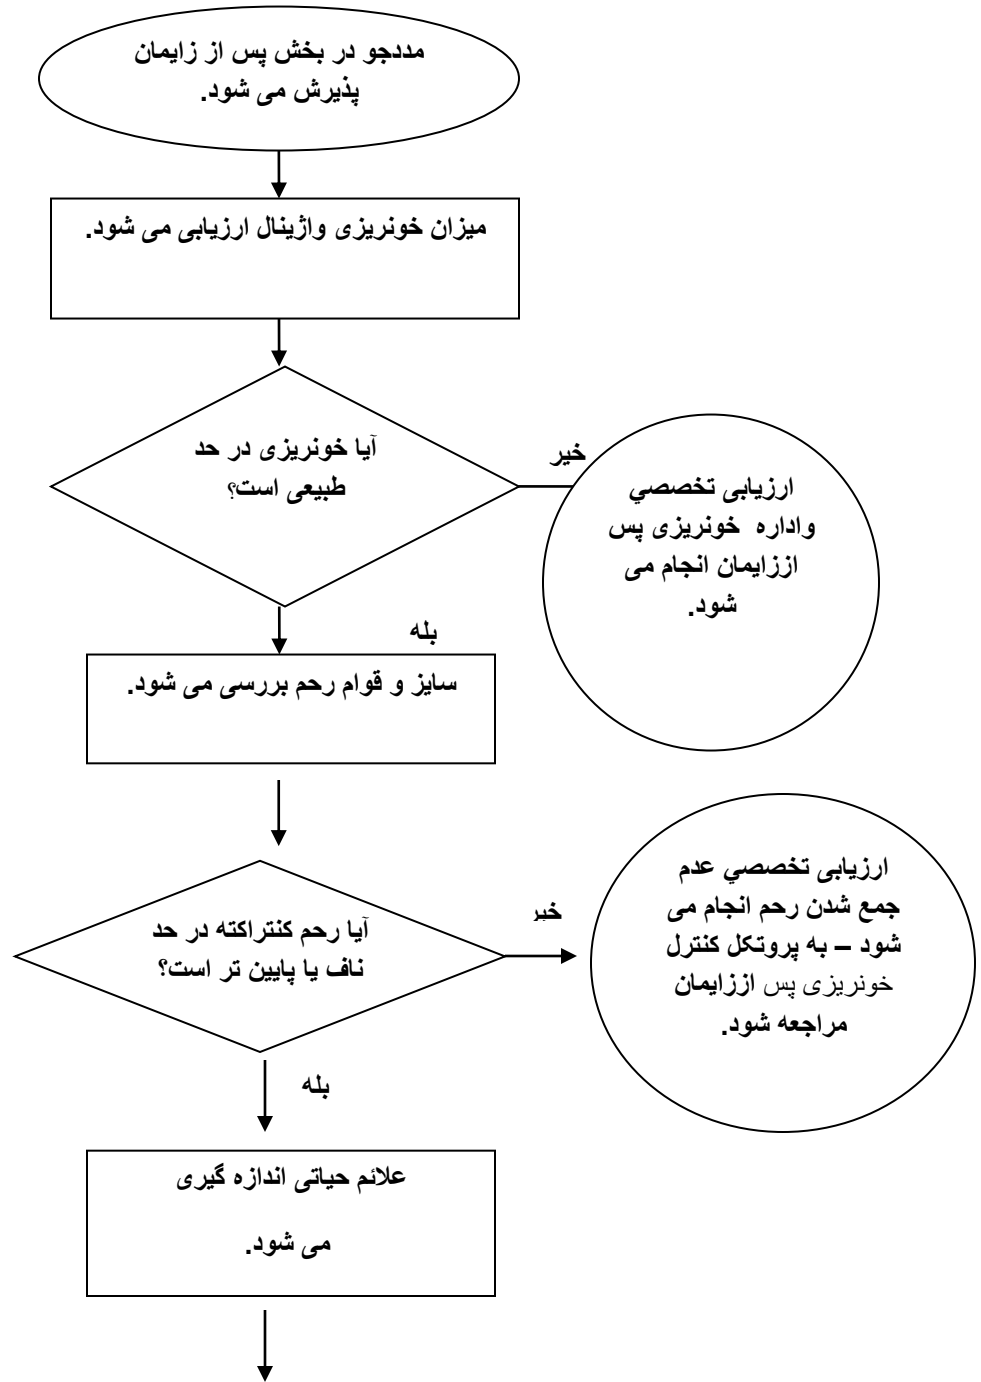 مددجو در بخش پس از زایمان
پذیرش می شود.
میزان خونریزی واژینال ارزیابی می شود.
آیا خونریزی در حد
طبیعی است؟
خیر
ارزیابی تخصصي
واداره خونریزی پس
اززایمان انجام می
شود.
بله
سایز و قوام رحم بررسی می شود.
آیا رحم کنتراکته در حد
ناف یا پایین تر است؟
خیر
ارزیابی تخصصي عدم
جمع شدن رحم انجام می
شود – به پروتکل کنترل
خونریزی پس اززایمان
مراجعه شود.
بله
علائم حیاتی اندازه گیری
می شود.